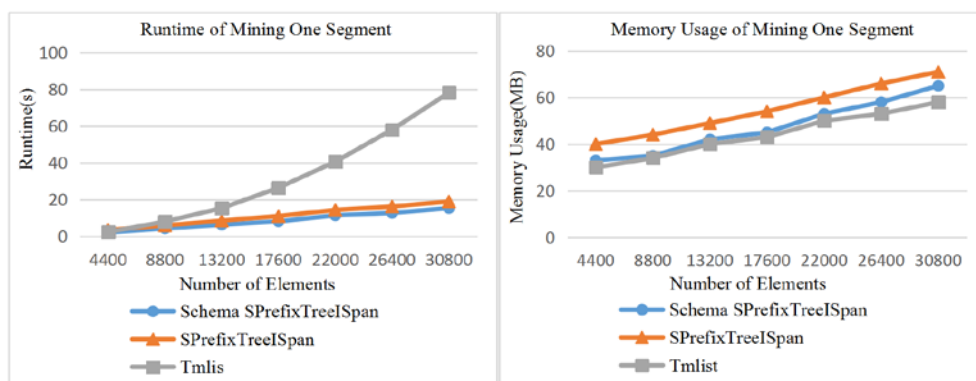 Runtime of Mining One Segment
100
80
60
40
20
0
Runtime(s)
4400 8800 13200 17600 22000 26400 30800
Number of Elements
Schema SPrefixTreeISpan
SPrefixTreeISpan
Tmlis
Memory Usage of Mining One Segment
80
60
40
20
0
Memory Usage(MB)
4400 8800 13200 17600 22000 26400 30800
Number of Elements
Schema SPrefixTreeISpan
SPrefixTreeISpan
Tmlist